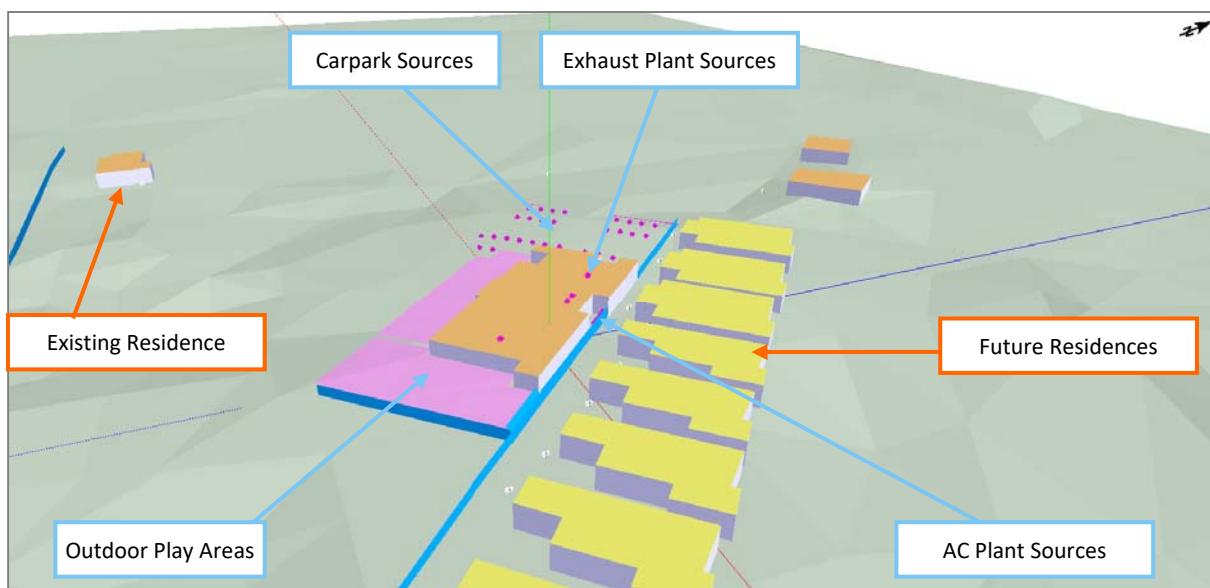 Carpark Sources
Exhaust Plant Sources
Existing Residence
Future Residences
Outdoor Play Areas
AC Plant Sources